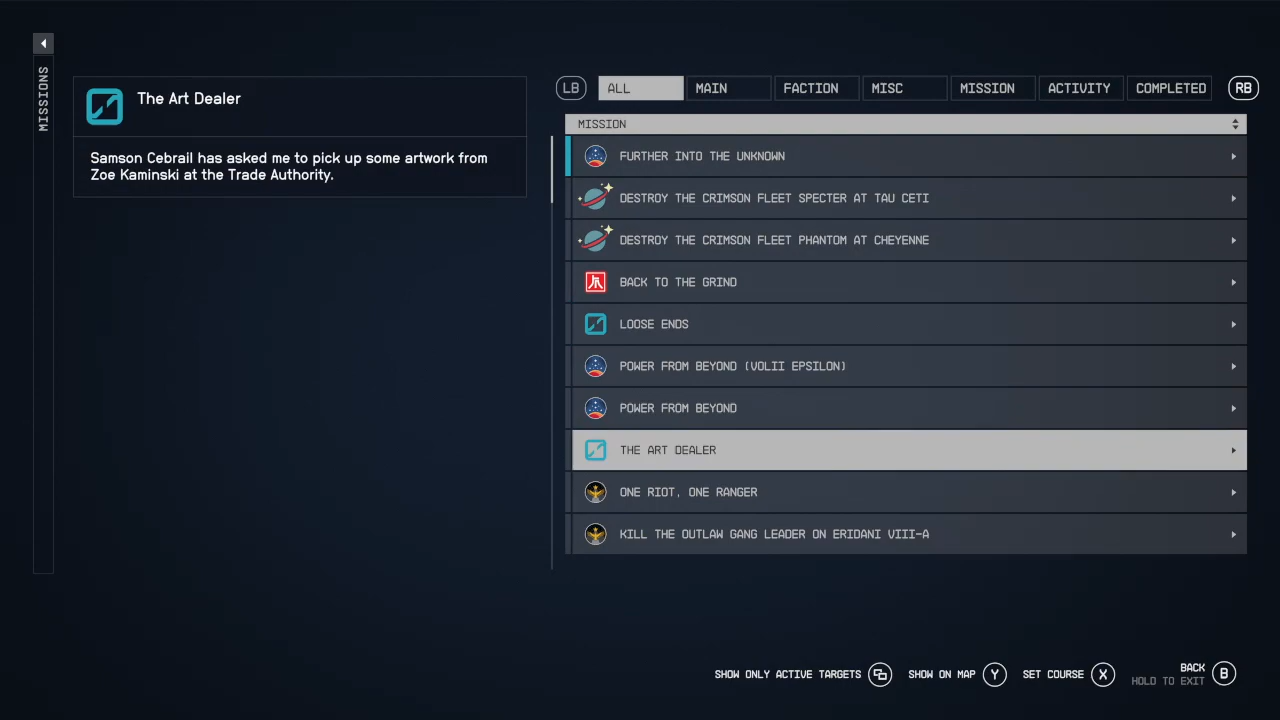 MISSIONS
The Art Dealer
Samson Cebrail has asked me to pick up some artwork from
Zoe Kaminski at the Trade Authority.
LB ALL MAIN FACTION MISC MISSION ACTIVITY COMPLETED RB
MISSION
FURTHER INTO THE UNKNOWN
DESTROY THE CRIMSON FLEET SPECTER AT TAU CETI
DESTROY THE CRIMSON FLEET PHANTOM AT CHEYENNE
BACK TO THE GRIND
LOOSE ENDS
POWER FROM BEYOND (VOLII EPSILON)
POWER FROM BEYOND
THE ART DEALER
ONE RIOT, ONE RANGER
KILL THE OUTLAW GANG LEADER ON ERIDANI VIII-A
SHOW ONLY ACTIVE TARGETS SHOW ON MAP Y SET COURSE X BACK B
HOLD TO EXIT